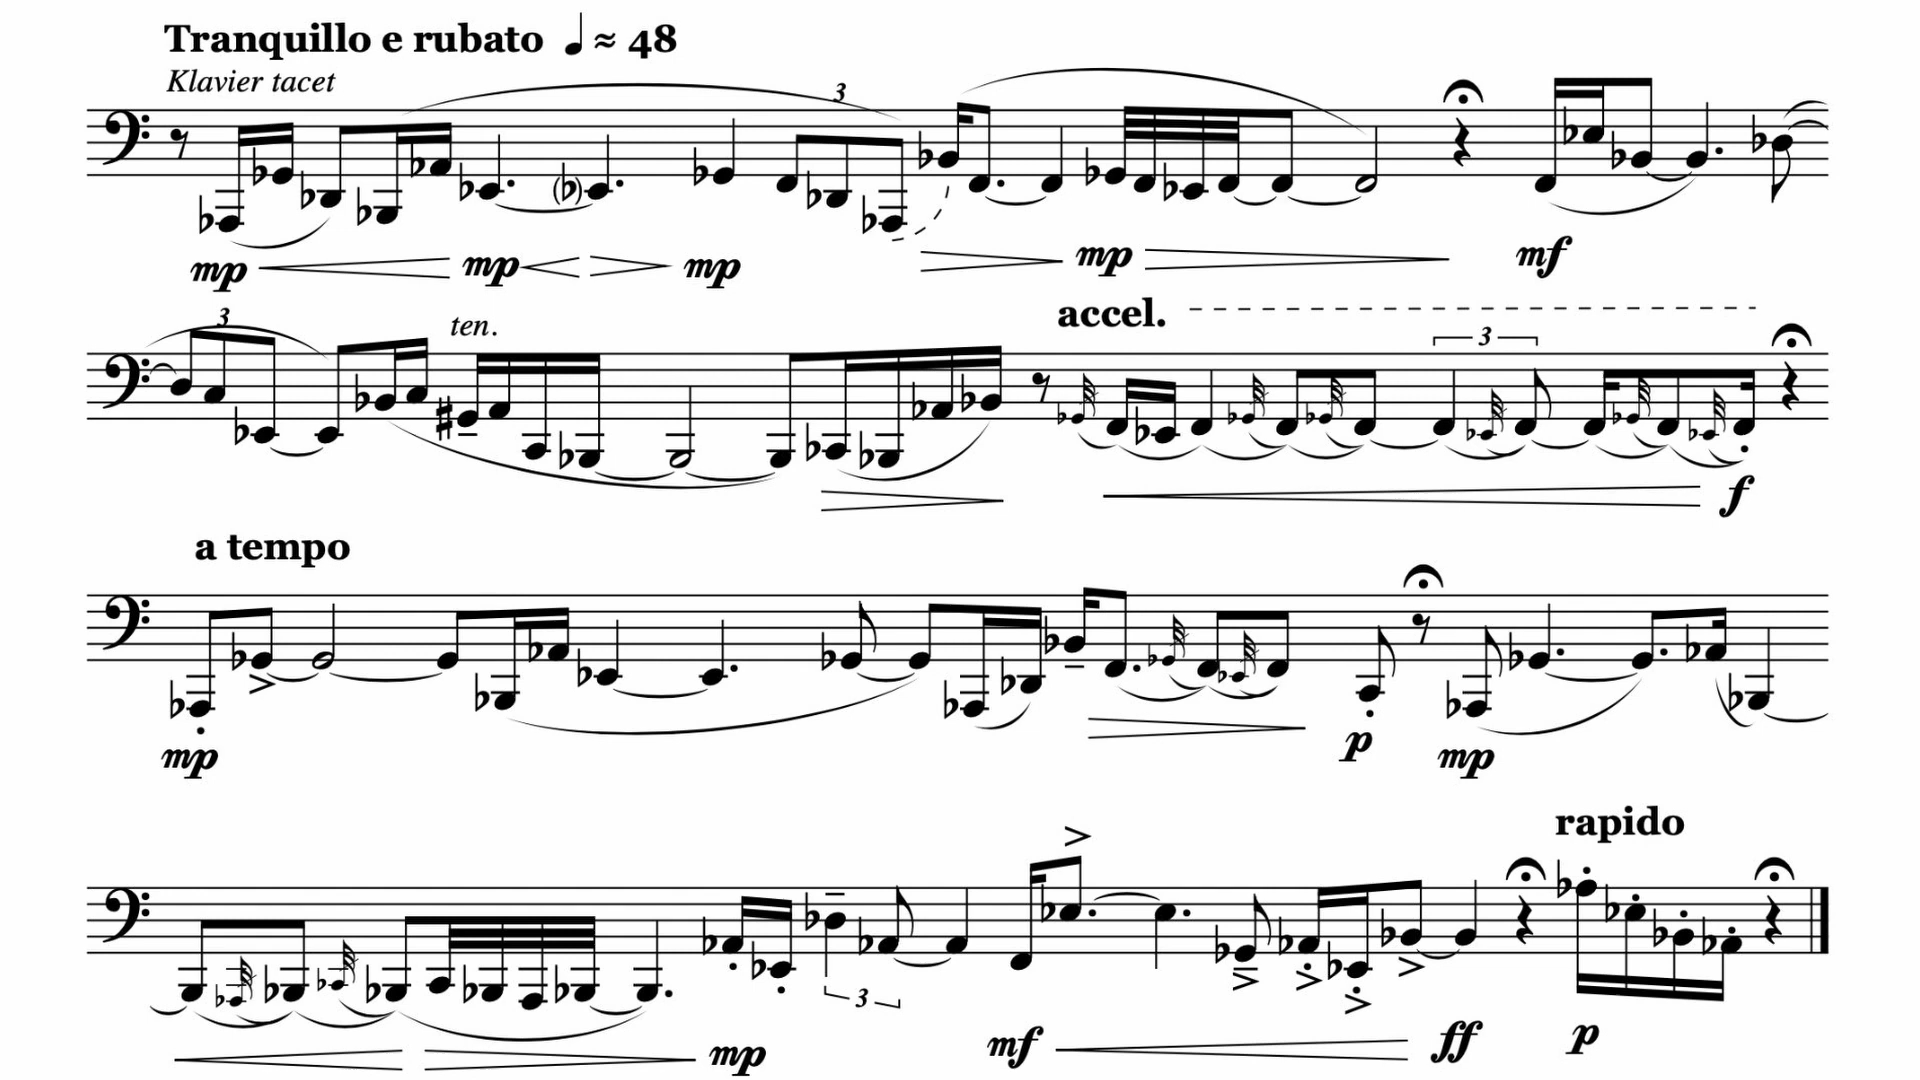 Tranquillo e rubato ♩ ≈ 48
Klavier tacet
3
mp mp mp mp mf
accel.
3 ten. 3
f
a tempo
mp p mp
rapido
3
mp mf ff p